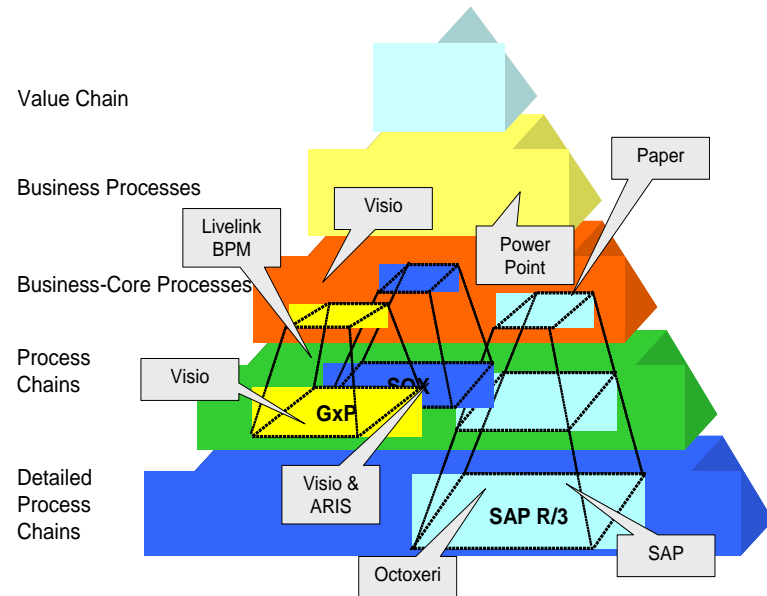 Value Chain
Paper
Business Processes
Visio
Livelink
BPM
Power
Point
Business-Core Processes
Process
Chains
Visio
SOX
GxP
Visio &
ARIS
Detailed
Process
Chains
SAP R/3
SAP
Octoxeri